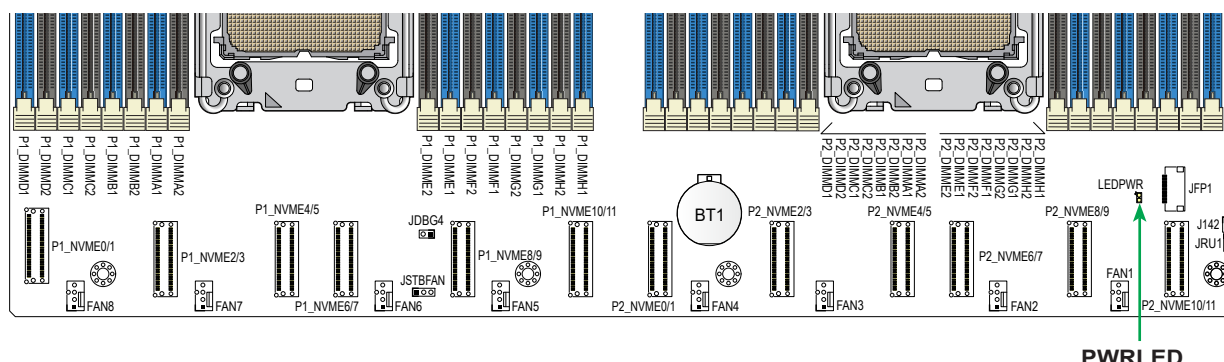 P1_DIMMD1
P1_DIMMD2
P1_DIMMC1
P1_DIMMC2
P1_DIMMB1
P1_DIMMB2
P1_DIMMA1
P1_DIMMA2
P1_DIMME2
P1_DIMME1
P1_DIMMF2
P1_DIMMF1
P1_DIMMG2
P1_DIMMG1
P1_DIMMH2
P1_DIMMH1
P2_DIMMD1
P2_DIMMD2
P2_DIMMC1
P2_DIMMC2
P2_DIMMB1
P2_DIMMB2
P2_DIMMA1
P2_DIMMA2
P2_DIMME2
P2_DIMME1
P2_DIMMF2
P2_DIMMF1
P2_DIMMG2
P2_DIMMG1
P2_DIMMH2
P2_DIMMH1
LEDPWR
JFP1
P1_NVME4/5
JDBG4
P1_NVME10/11
BT1
P2_NVME2/3
P2_NVME4/5
P2_NVME8/9
J142
JRU1
P1_NVME0/1
P1_NVME2/3
P1_NVME8/9
P2_NVME6/7
JSTBFAN
FAN1
FAN8
FAN7
P1_NVME6/7
FAN6
FAN5
P2_NVME0/1
FAN4
FAN3
FAN2
P2_NVME10/11
PWRLED